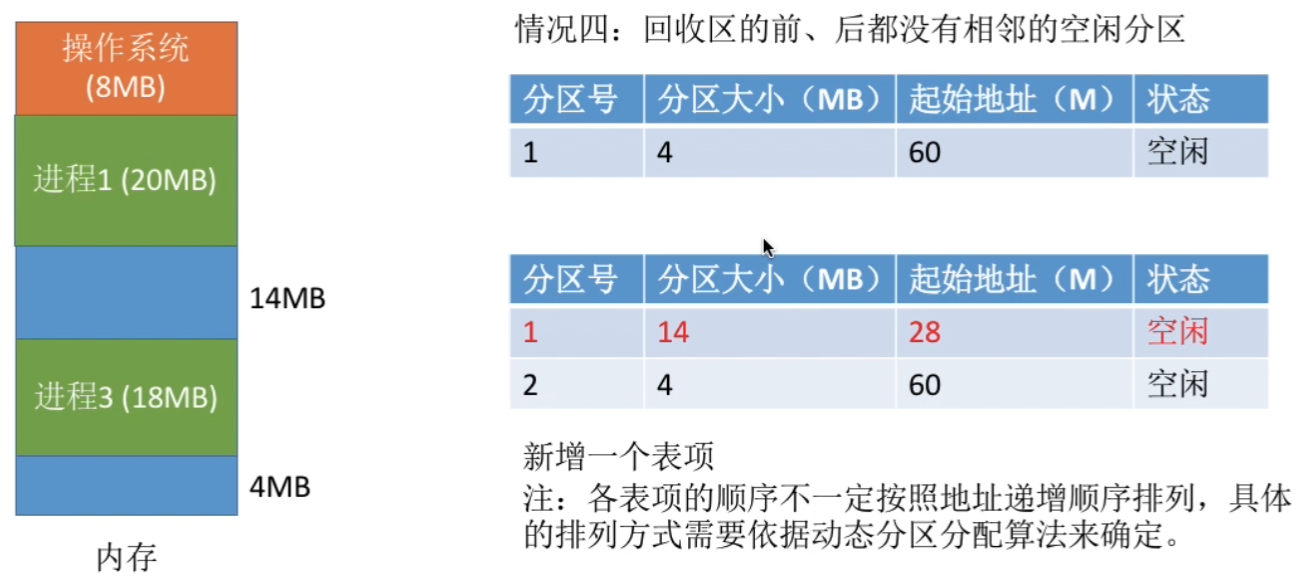 操作系统
(8MB)
进程1 (20MB)
14MB
进程3 (18MB)
4MB
内存
情况四：回收区的前、后都没有相邻的空闲分区
分区号 分区大小（MB） 起始地址（M） 状态
1 4 60 空闲
分区号 分区大小（MB） 起始地址（M） 状态
1 14 28 空闲
2 4 60 空闲
新增一个表项
注：各表项的顺序不一定按照地址递增顺序排列，具体
的排列方式需要依据动态分区分配算法来确定。